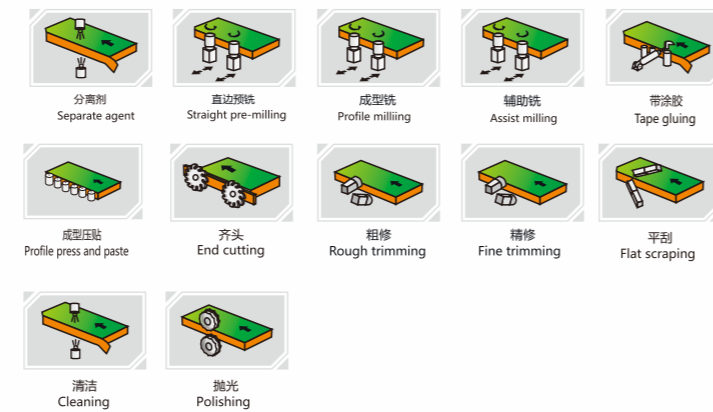 分离剂
Separate agent
直边预铣
Straight pre-milling
成型铣
Profile milliing
辅助铣
Assist milling
带涂胶
Tape gluing
成型压贴
Profile press and paste
齐头
End cutting
粗修
Rough trimming
精修
Fine trimming
平刮
Flat scraping
清洁
Cleaning
抛光
Polishing